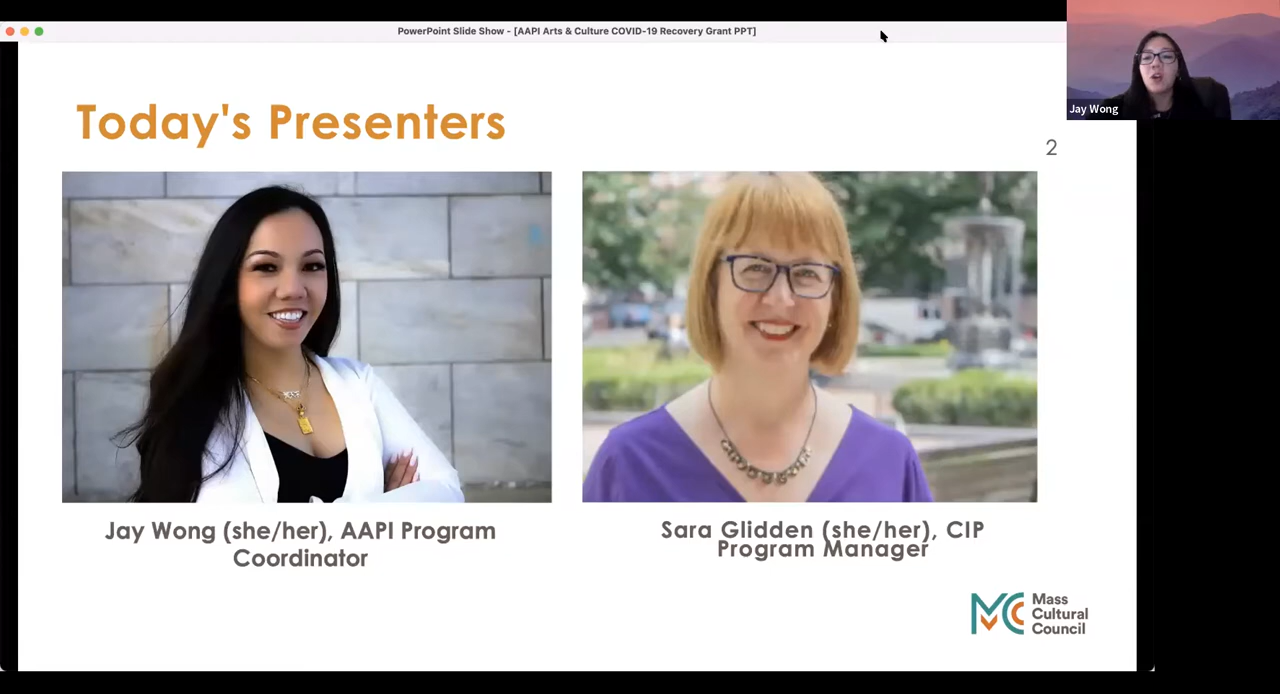 PowerPoint Slide Show - [AAPI Arts & Culture COVID-19 Recovery Grant PPT]
Jay Wong
Today's Presenters
2
Jay Wong (she/her), AAPI Program
Coordinator
Sara Glidden (she/her), CIP
Program Manager
MCC
Mass
Cultural
Council